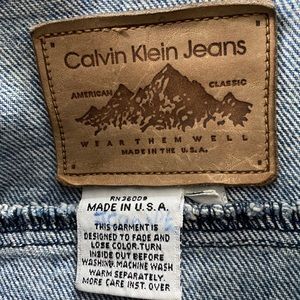 Calvin Klein Jeans
AMERICAN CLASSIC
WEAR THEM WELL
MADE IN THE U.S.A.
RN 36009
MADE IN U.S.A.
THIS GARMENT IS
DESIGNED TO FADE AND
LOSE COLOR.TURN
INSIDE OUT BEFORE
WASHING. MACHINE WASH
WARM SEPARATELY.
MORE CARE INST. OVER